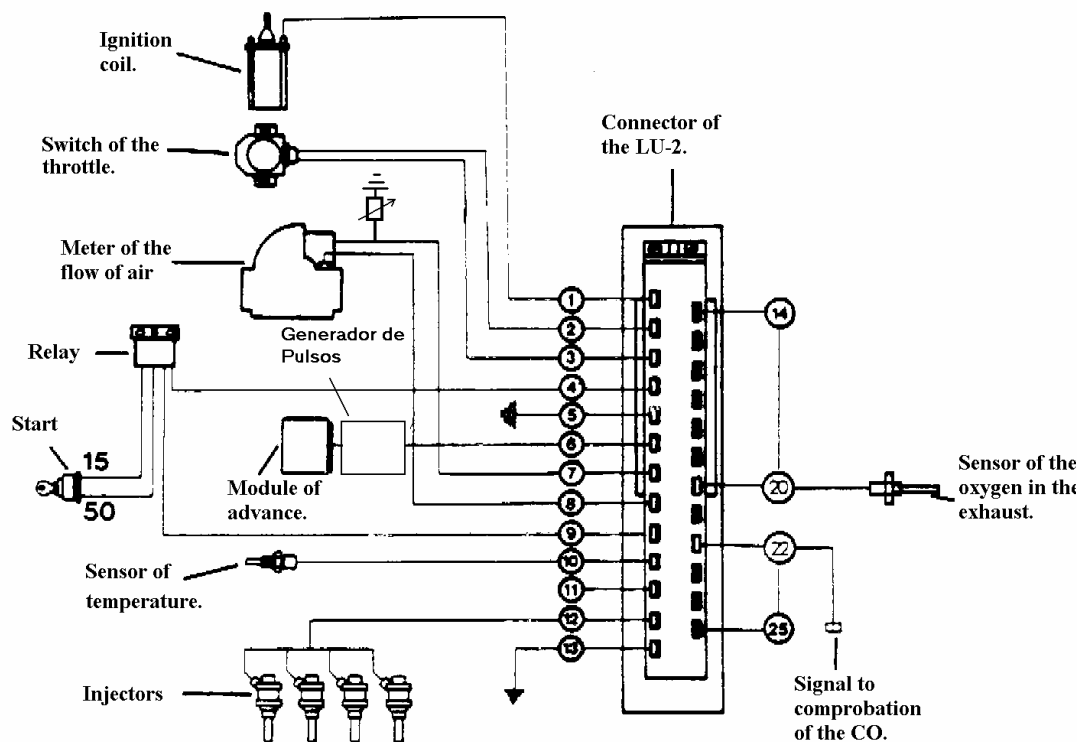 Ignition
coil.
Switch of the
throttle.
Connector of
the LU-2.
Meter of the
flow of air
Generador de
Pulsos
Relay
Start
15
50
Module of
advance.
Sensor of
temperature.
Injectors
1
2
3
4
5
6
7
8
9
10
11
12
13
14
20
22
25
Sensor of the
oxygen in the
exhaust.
Signal to
comprobation
of the CO.